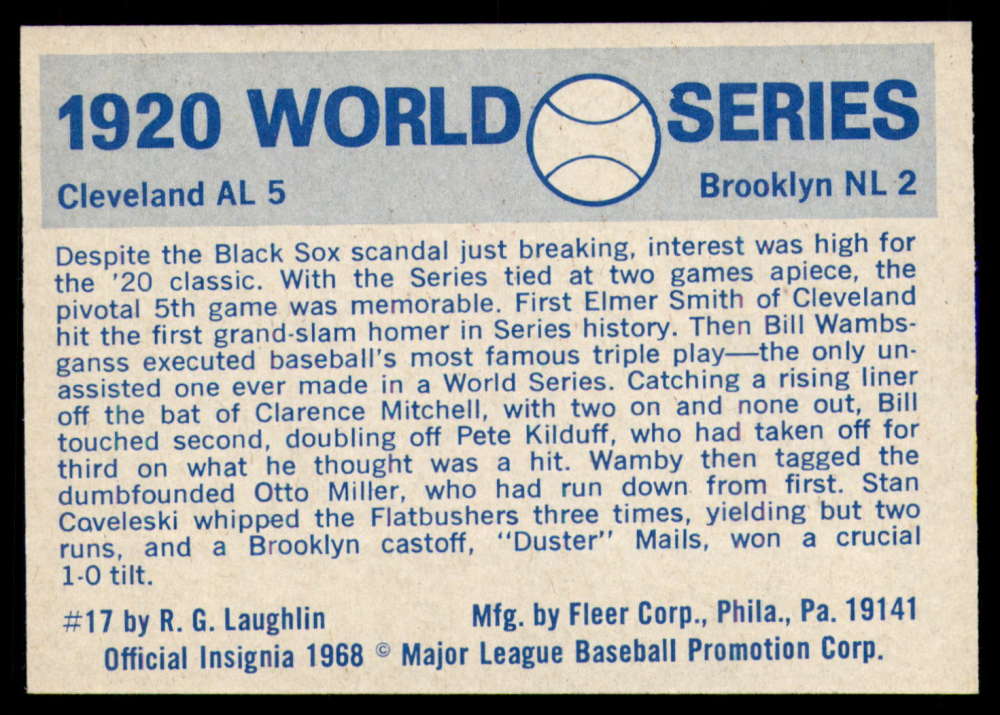 1920 WORLD SERIES
Cleveland AL 5 Brooklyn NL 2
Despite the Black Sox scandal just breaking, interest was high for
the '20 classic. With the Series tied at two games apiece, the
pivotal 5th game was memorable. First Elmer Smith of Cleveland
hit the first grand-slam homer in Series history. Then Bill Wambs-
ganss executed baseball's most famous triple play—the only un-
assisted one ever made in a World Series. Catching a rising liner
off the bat of Clarence Mitchell, with two on and none out, Bill
touched second, doubling off Pete Kilduff, who had taken off for
third on what he thought was a hit. Wamby then tagged the
dumbfounded Otto Miller, who had run down from first. Stan
Coveleski whipped the Flatbushers three times, yielding but two
runs, and a Brooklyn castoff, "Duster" Mails, won a crucial
1-0 tilt.
#17 by R. G. Laughlin Mfg. by Fleer Corp., Phila., Pa. 19141
Official Insignia 1968 © Major League Baseball Promotion Corp.